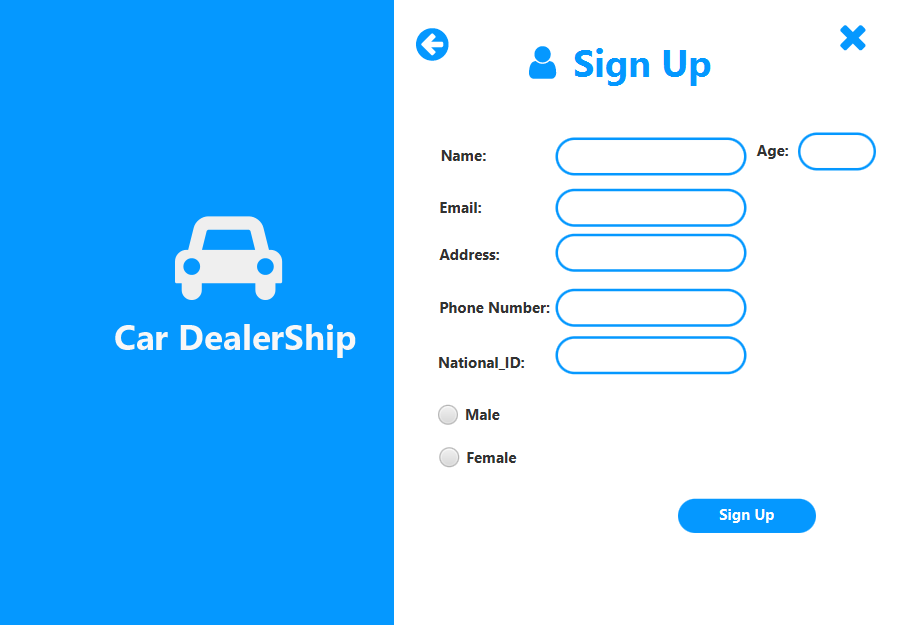 Car DealerShip
Sign Up
Name:
Age:
Email:
Address:
Phone Number:
National_ID:
Male
Female
Sign Up